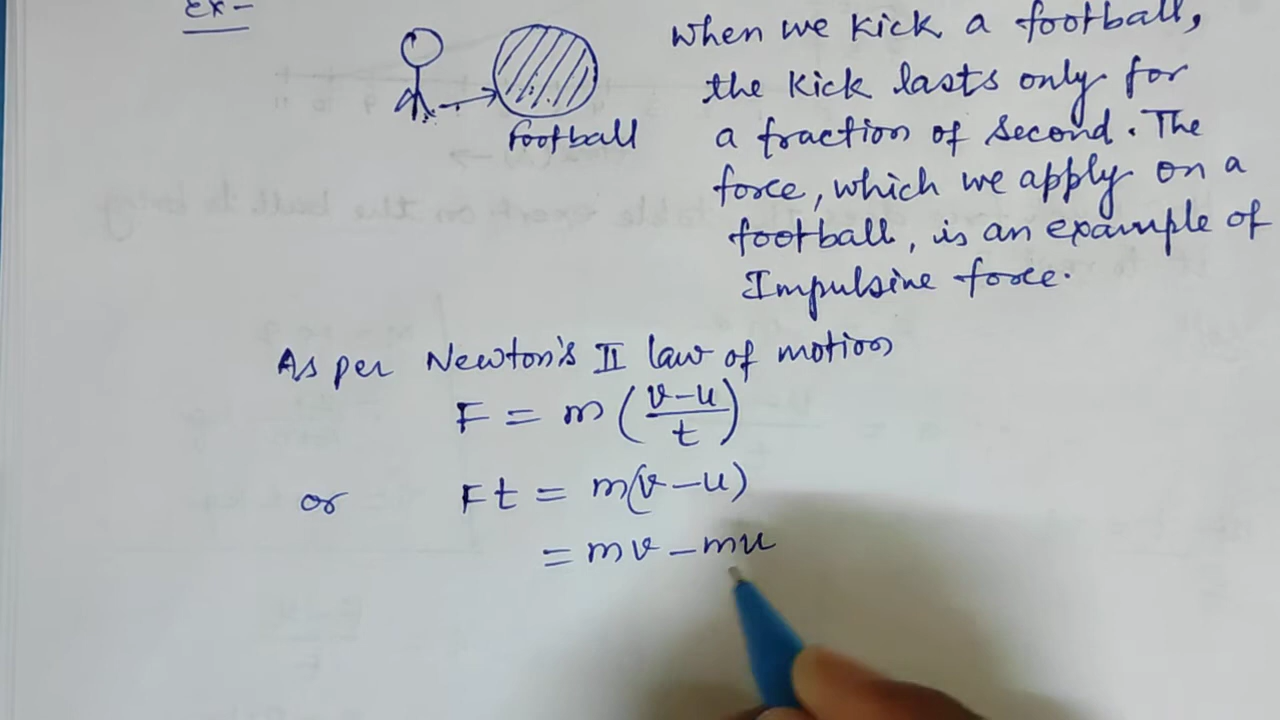 Ex-
When we kick a football,
the kick lasts only for
a fraction of second. The
force, which we apply on a
football, is an example of
Impulsive force.
football
As per Newton's II law of motion
F = m (v-u/t)
or Ft = m(v-u)
= mv - mu